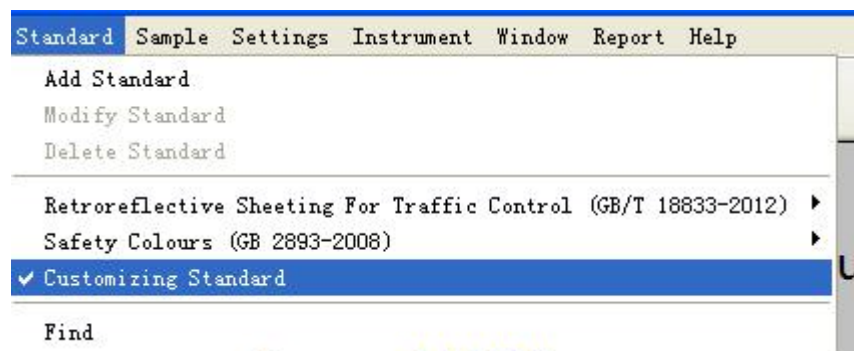 Standard Sample Settings Instrument Window Report Help
Add Standard
Modify Standard
Delete Standard
Retroreflective Sheeting For Traffic Control (GB/T 18833-2012)
Safety Colours (GB 2893-2008)
Customizing Standard
Find